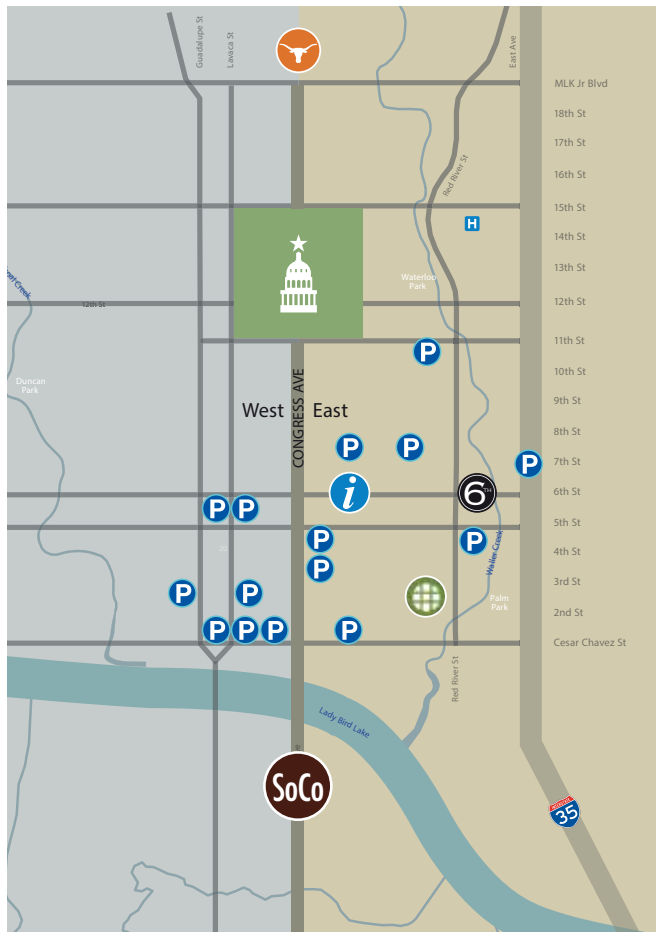 Guadalupe St
Lavaca St
East Ave
MLK Jr Blvd
18th St
17th St
16th St
Red River St
15th St
H
14th St
13th St
Waterloo
Park
12th St
12th St
11th St
P
10th St
Duncan
Park
CONGRESS AVE
9th St
West
East
8th St
P
P
P
7th St
i
6TH
6th St
P
P
5th St
P
P
4th St
Waller Creek
P
3rd St
P
P
Palm
Park
2nd St
P
P
P
P
Cesar Chavez St
Red River St
Lady Bird Lake
SoCo
35